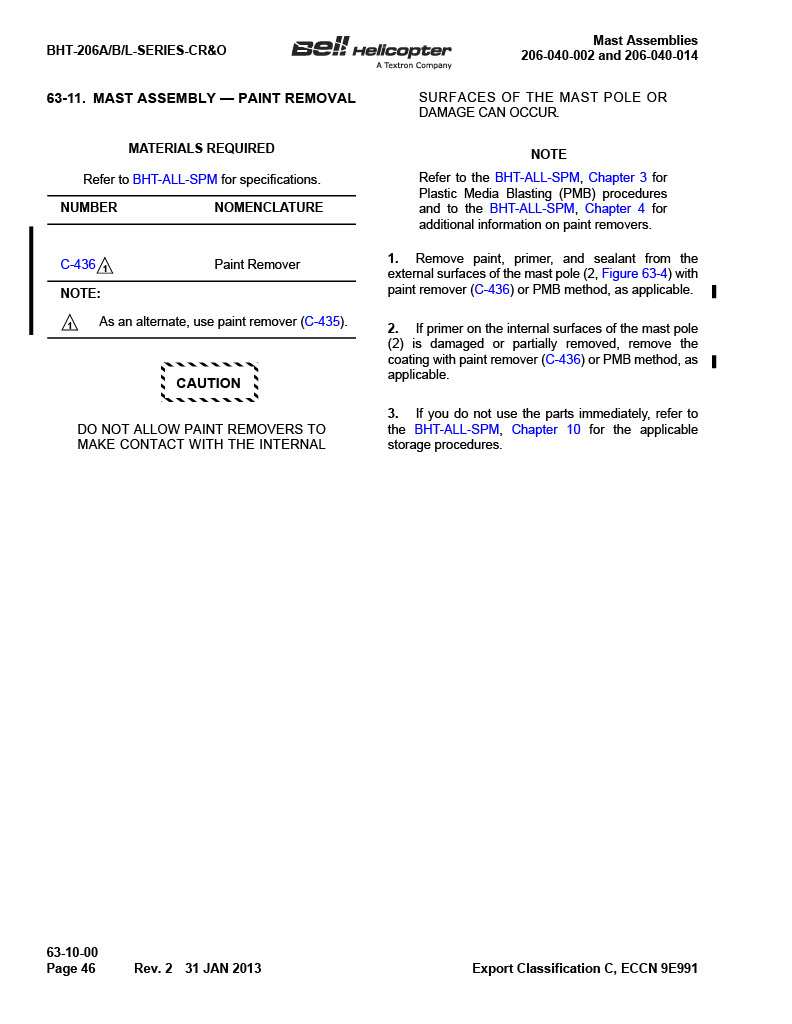 BHT-206A/B/L-SERIES-CR&O
Bell Helicopter
A Textron Company
Mast Assemblies
206-040-002 and 206-040-014
63-11. MAST ASSEMBLY — PAINT REMOVAL
MATERIALS REQUIRED
Refer to BHT-ALL-SPM for specifications.
NUMBER NOMENCLATURE
C-436 1 Paint Remover
NOTE:
1 As an alternate, use paint remover (C-435).
CAUTION
DO NOT ALLOW PAINT REMOVERS TO
MAKE CONTACT WITH THE INTERNAL
SURFACES OF THE MAST POLE OR
DAMAGE CAN OCCUR.
NOTE
Refer to the BHT-ALL-SPM, Chapter 3 for
Plastic Media Blasting (PMB) procedures
and to the BHT-ALL-SPM, Chapter 4 for
additional information on paint removers.
1. Remove paint, primer, and sealant from the
external surfaces of the mast pole (2, Figure 63-4) with
paint remover (C-436) or PMB method, as applicable.
2. If primer on the internal surfaces of the mast pole
(2) is damaged or partially removed, remove the
coating with paint remover (C-436) or PMB method, as
applicable.
3. If you do not use the parts immediately, refer to
the BHT-ALL-SPM, Chapter 10 for the applicable
storage procedures.
63-10-00
Page 46 Rev. 2 31 JAN 2013
Export Classification C, ECCN 9E991